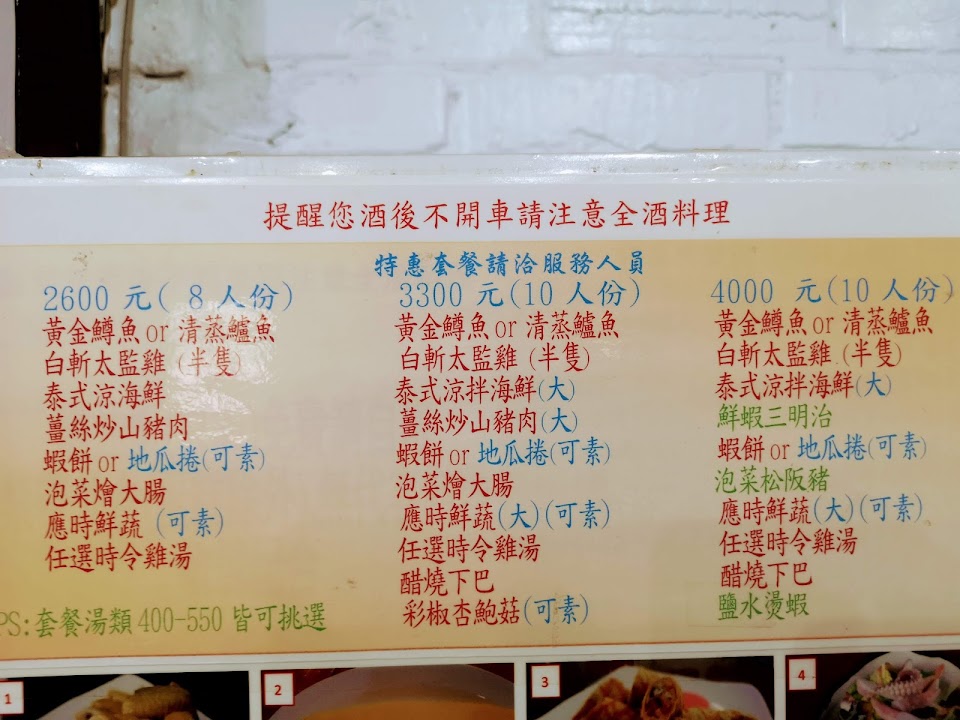 提醒您酒後不開車請注意全酒料理
特惠套餐請洽服務人員
2600 元( 8 人份)
黃金鱒魚 or 清蒸鱸魚
白斬太監雞 (半隻)
泰式涼海鮮
薑絲炒山豬肉
蝦餅 or 地瓜捲(可素)
泡菜燴大腸
應時鮮蔬 (可素)
任選時令雞湯
PS:套餐湯類 400-550 皆可挑選
3300 元(10 人份)
黃金鱒魚 or 清蒸鱸魚
白斬太監雞 (半隻)
泰式涼拌海鮮(大)
薑絲炒山豬肉(大)
蝦餅 or 地瓜捲(可素)
泡菜燴大腸
應時鮮蔬(大)(可素)
任選時令雞湯
醋燒下巴
彩椒杏鮑菇(可素)
4000 元(10 人份)
黃金鱒魚 or 清蒸鱸魚
白斬太監雞 (半隻)
泰式涼拌海鮮(大)
鮮蝦三明治
蝦餅 or 地瓜捲(可素)
泡菜松阪豬
應時鮮蔬(大)(可素)
任選時令雞湯
醋燒下巴
鹽水燙蝦
1
2
3
4